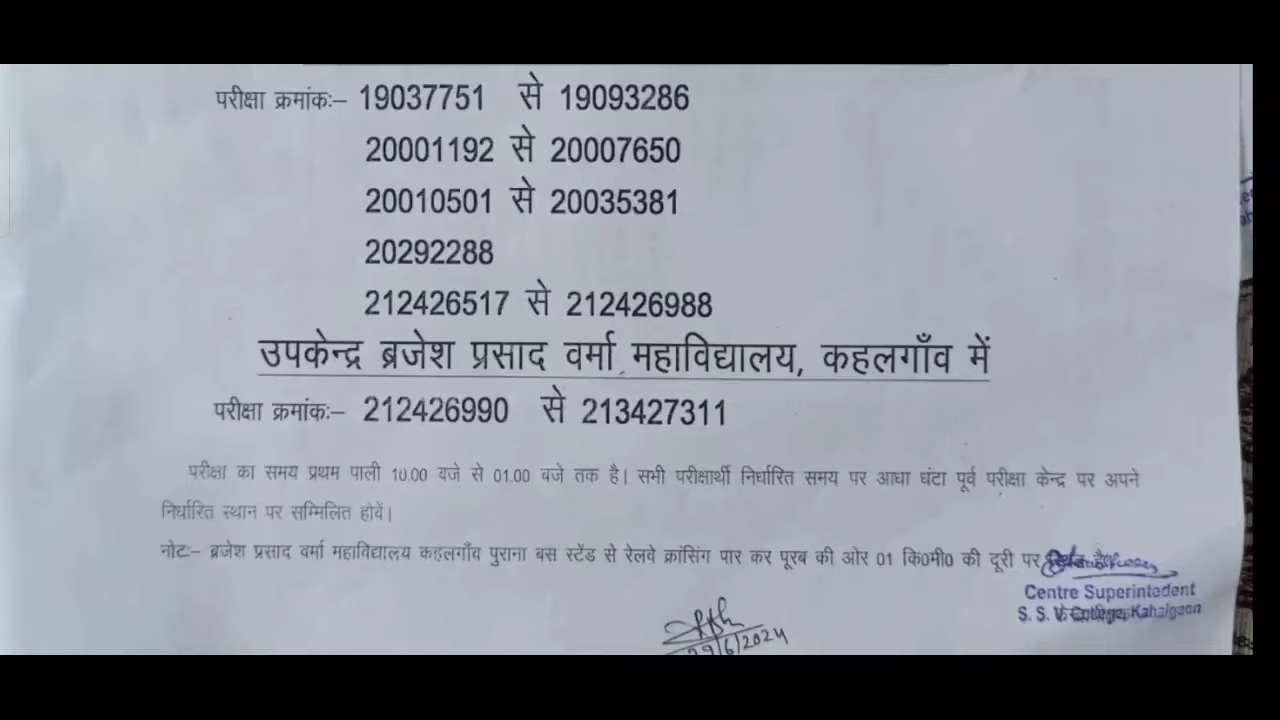 परीक्षा क्रमांकः– 19037751 से 19093286
20001192 से 20007650
20010501 से 20035381
20292288
212426517 से 212426988
उपकेन्द्र ब्रजेश प्रसाद वर्मा महाविद्यालय, कहलगाँव में
परीक्षा क्रमांकः– 212426990 से 213427311
परीक्षा का समय प्रथम पाली 10.00 बजे से 01.00 बजे तक है। सभी परीक्षार्थी निर्धारित समय पर आधा घंटा पूर्व परीक्षा केन्द्र पर अपने
निर्धारित स्थान पर सम्मिलित होवें।
नोटः– ब्रजेश प्रसाद वर्मा महाविद्यालय कहलगाँव पुराना बस स्टेंड से रेलवे क्रांसिंग पार कर पूरब की ओर 01 कि0मी0 की दूरी पर स्थित है
Centre Superintedent
S. S. V. College, Kahalgaon
29/6/2024